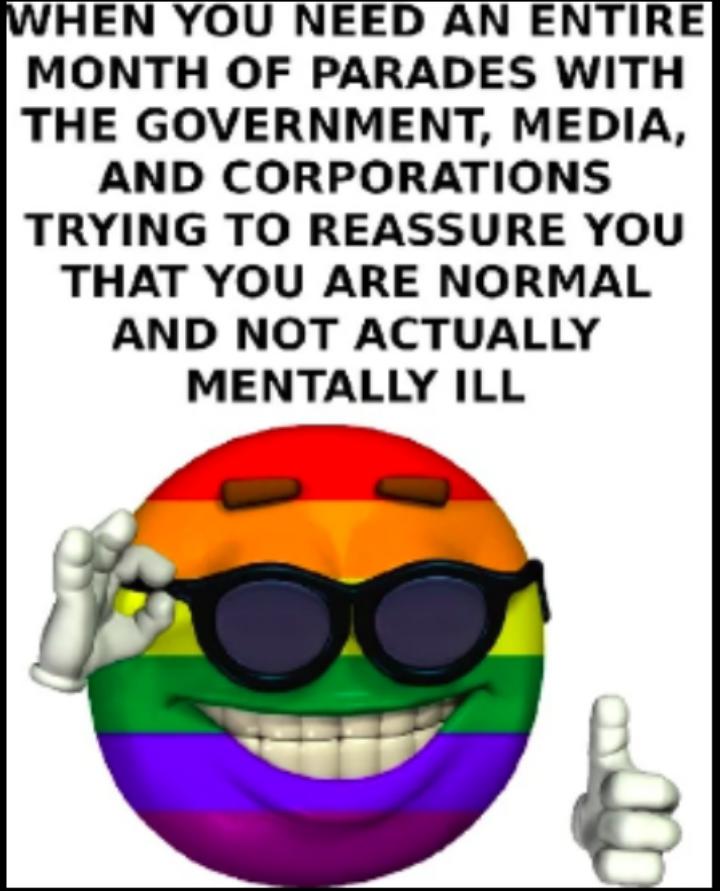 WHEN YOU NEED AN ENTIRE
MONTH OF PARADES WITH
THE GOVERNMENT, MEDIA,
AND CORPORATIONS
TRYING TO REASSURE YOU
THAT YOU ARE NORMAL
AND NOT ACTUALLY
MENTALLY ILL